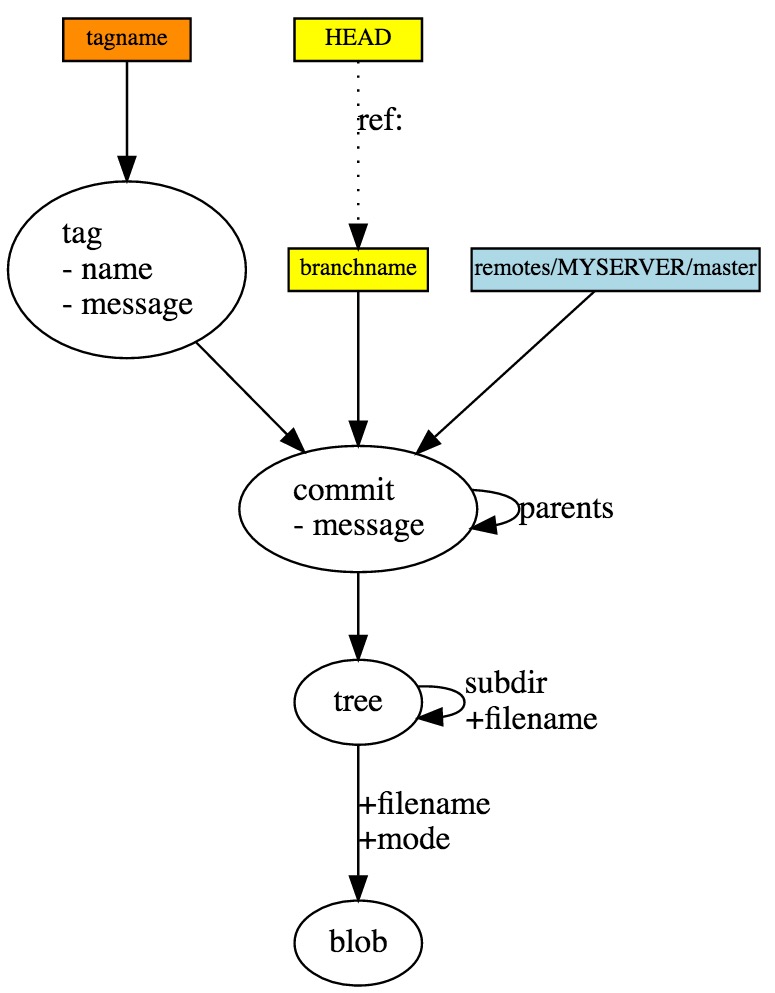 tagname
HEAD
ref:
tag
- name
- message
branchname
remotes/MYSERVER/master
commit
- message
parents
tree
subdir
+filename
+filename
+mode
blob